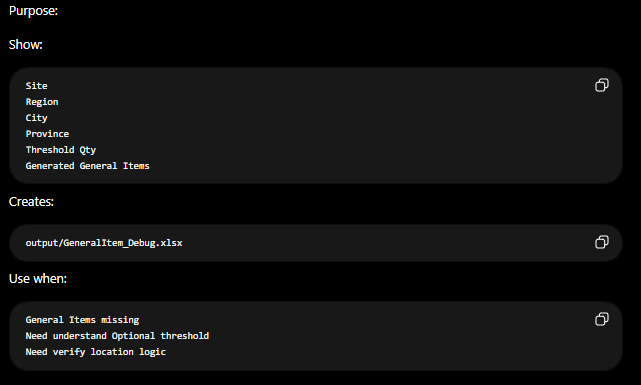 Purpose:
Show:
Site
Region
City
Province
Threshold Qty
Generated General Items
Creates:
output/GeneralItem_Debug.xlsx
Use when:
General Items missing
Need understand Optional threshold
Need verify location logic